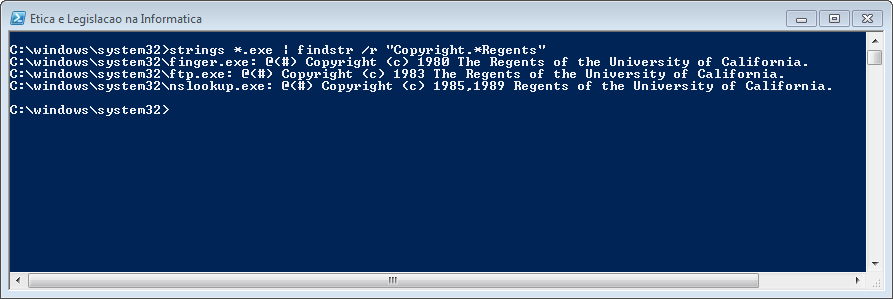 Etica e Legislacao na Informatica
C:\windows\system32>strings *.exe | findstr /r "Copyright.*Regents"
C:\windows\system32\finger.exe: @(#) Copyright (c) 1980 The Regents of the University of California.
C:\windows\system32\ftp.exe: @(#) Copyright (c) 1983 The Regents of the University of California.
C:\windows\system32\nslookup.exe: @(#) Copyright (c) 1985,1989 Regents of the University of California.
C:\windows\system32>